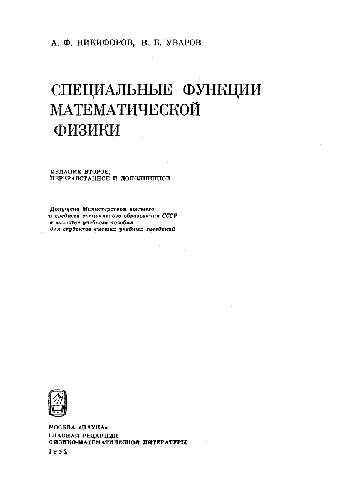 А. Ф. НИКИФОРОВ, В. Б. УВАРОВ
СПЕЦИАЛЬНЫЕ ФУНКЦИИ
МАТЕМАТИЧЕСКОЙ
ФИЗИКИ
ИЗДАНИЕ ВТОРОЕ,
ПЕРЕРАБОТАННОЕ И ДОПОЛНЕННОЕ
Допущено Министерством высшего
и среднего специального образования СССР
в качестве учебного пособия
для студентов высших учебных заведений
МОСКВА «НАУКА»
ГЛАВНАЯ РЕДАКЦИЯ
ФИЗИКО-МАТЕМАТИЧЕСКОЙ ЛИТЕРАТУРЫ